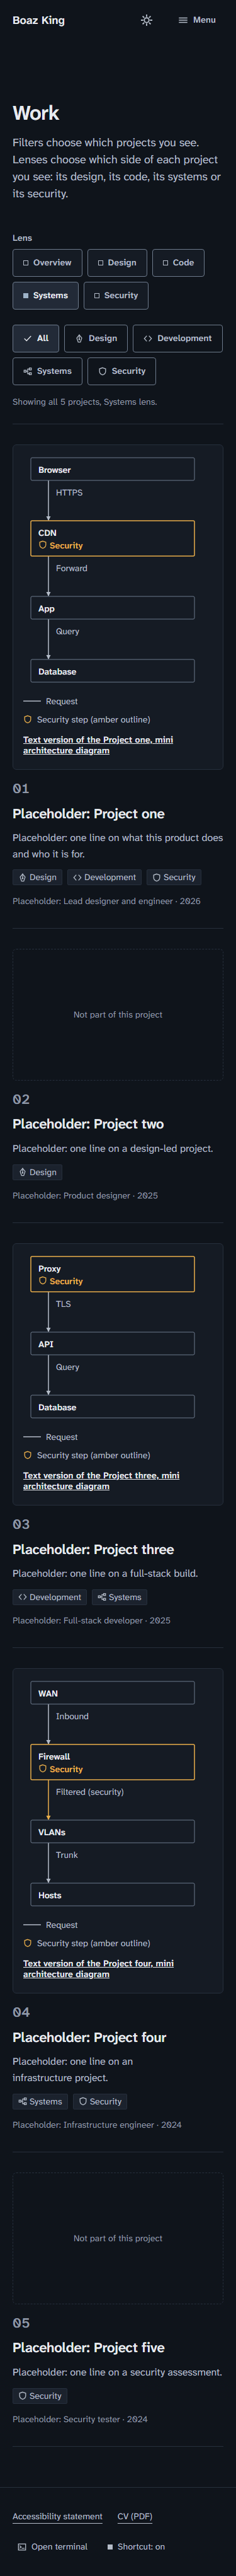 Boaz King
Menu
Work
Filters choose which projects you see.
Lenses choose which side of each project
you see: its design, its code, its systems or
its security.
Lens
Overview
Design
Code
Systems
Security
All
Design
Development
Systems
Security
Showing all 5 projects, Systems lens.
Browser
HTTPS
CDN
Security
Forward
App
Query
Database
Request
Security step (amber outline)
Text version of the Project one, mini
architecture diagram
01
Placeholder: Project one
Placeholder: one line on what this product does
and who it is for.
Design
Development
Security
Placeholder: Lead designer and engineer · 2026
Not part of this project
02
Placeholder: Project two
Placeholder: one line on a design-led project.
Design
Placeholder: Product designer · 2025
Proxy
Security
TLS
API
Query
Database
Request
Security step (amber outline)
Text version of the Project three, mini
architecture diagram
03
Placeholder: Project three
Placeholder: one line on a full-stack build.
Development
Systems
Placeholder: Full-stack developer · 2025
WAN
Inbound
Firewall
Security
Filtered (security)
VLANs
Trunk
Hosts
Request
Security step (amber outline)
Text version of the Project four, mini
architecture diagram
04
Placeholder: Project four
Placeholder: one line on an
infrastructure project.
Systems
Security
Placeholder: Infrastructure engineer · 2024
Not part of this project
05
Placeholder: Project five
Placeholder: one line on a security assessment.
Security
Placeholder: Security tester · 2024
Accessibility statement
CV (PDF)
Open terminal
Shortcut: on